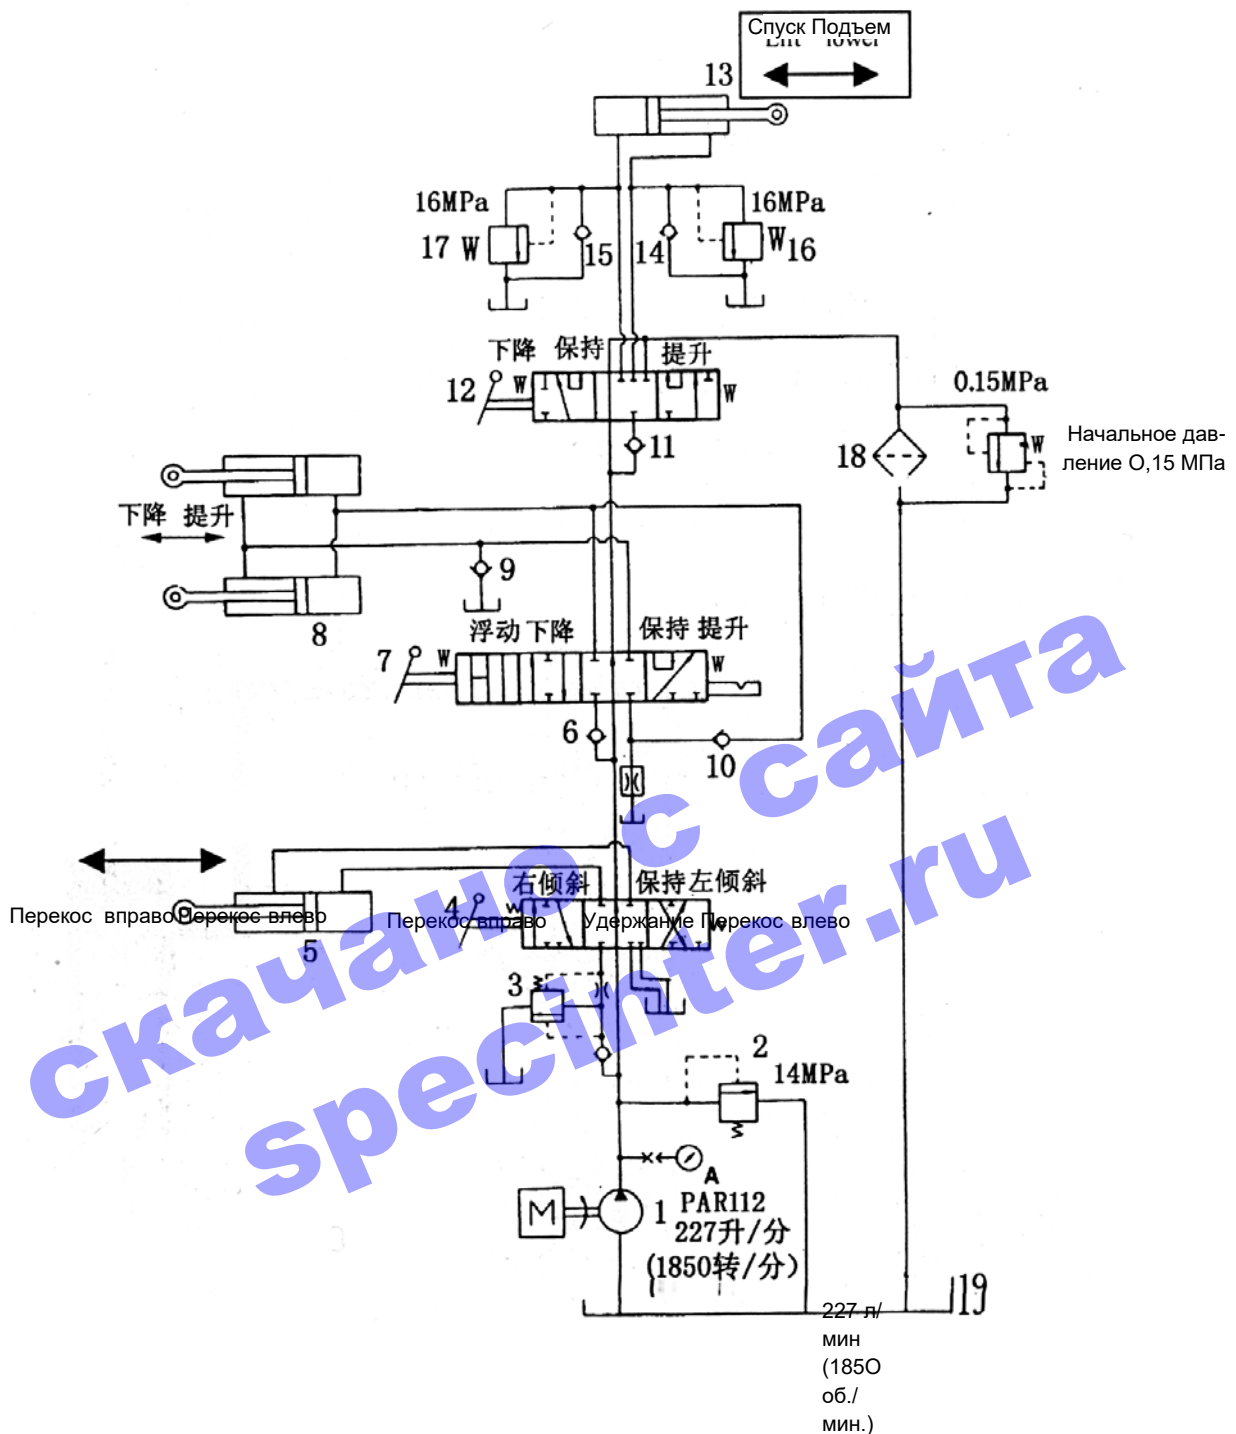 Спуск Подъем
13
16MPa
16MPa
17
W
15
14
W
16
下降 保持 提升
12
W
W
0.15MPa
11
18
W
Начальное дав-
ление О,15 МПа
下降 提升
9
8
浮动 下降 保持 提升
7
W
W
6
10
скачано с сайта
specinter.ru
右倾斜 保持 左倾斜
Перекос вправо Перекос влево
4
Перекос вправо Удержание Перекос влево
5
3
2
14MPa
A
M
1
PAR112
227升/分
(1850转/分)
19
227 л/
мин
(185О
об./
мин.)